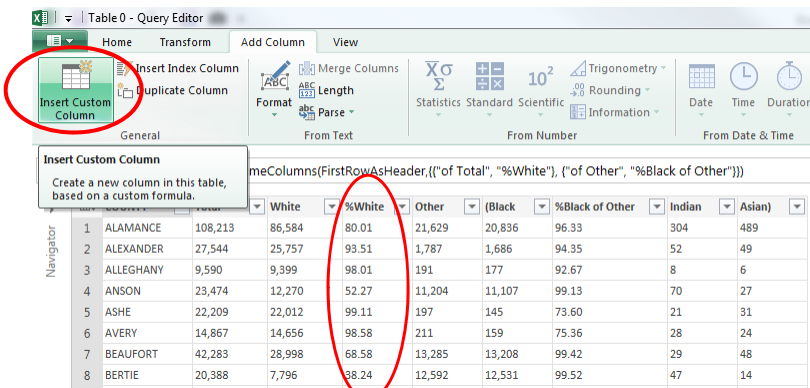 Table 0 - Query Editor
Home Transform Add Column View
Insert Custom Column
Insert Index Column
Duplicate Column
General
ABC
Format
Merge Columns
ABC 123 Length
abc Parse
From Text
Xσ Σ
Statistics
Standard
10²
Scientific
Trigonometry
.00 →.0 Rounding
Information
From Number
Date
Time
Duration
From Date & Time
Insert Custom Column
Create a new column in this table,
based on a custom formula.
meColumns(FirstRowAsHeader,{{"of Total", "%White"}, {"of Other", "%Black of Other"}})
Navigator
White %White Other (Black %Black of Other Indian Asian)
1 ALAMANCE 108,213 86,584 80.01 21,629 20,836 96.33 304 489
2 ALEXANDER 27,544 25,757 93.51 1,787 1,686 94.35 52 49
3 ALLEGHANY 9,590 9,399 98.01 191 177 92.67 8 6
4 ANSON 23,474 12,270 52.27 11,204 11,107 99.13 70 27
5 ASHE 22,209 22,012 99.11 197 145 73.60 21 31
6 AVERY 14,867 14,656 98.58 211 159 75.36 28 24
7 BEAUFORT 42,283 28,998 68.58 13,285 13,208 99.42 29 48
8 BERTIE 20,388 7,796 38.24 12,592 12,531 99.52 47 14